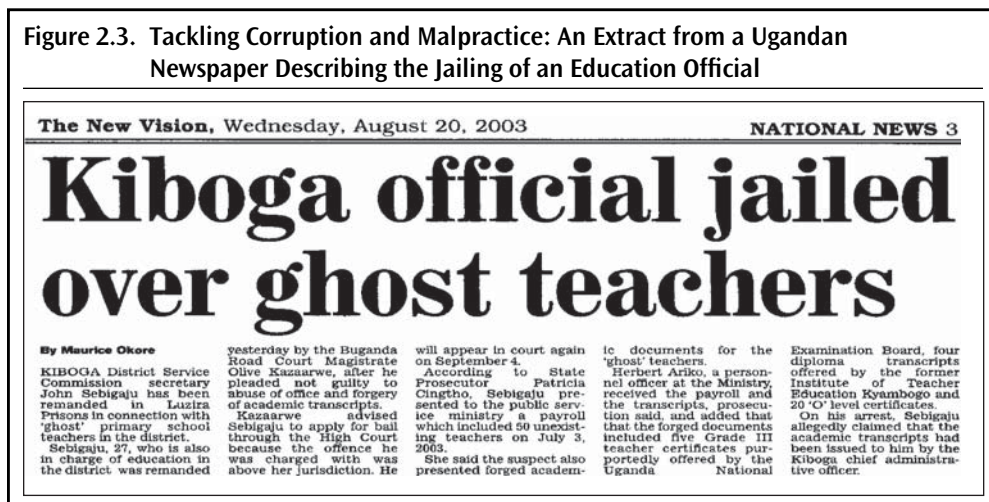 Figure 2.3. Tackling Corruption and Malpractice: An Extract from a Ugandan
Newspaper Describing the Jailing of an Education Official
The New Vision, Wednesday, August 20, 2003 NATIONAL NEWS 3
Kiboga official jailed
over ghost teachers
By Maurice Okore
KIBOGA District Service
Commission secretary
John Sebigaju has been
remanded in Luzira
Prisons in connection with
'ghost' primary school
teachers in the district.
Sebigaju, 27, who is also
in charge of education in
the district was remanded
yesterday by the Buganda
Road Court Magistrate
Olive Kazaarwe, after he
pleaded not guilty to
abuse of office and forgery
of academic transcripts.
Kazaarwe advised
Sebigaju to apply for bail
through the High Court
because the offence he
was charged with was
above her jurisdiction. He
will appear in court again
on September 4.
According to State
Prosecutor Patricia
Cingtho, Sebigaju pre-
sented to the public serv-
ice ministry a payroll
which included 50 unexist-
ing teachers on July 3,
2003.
She said the suspect also
presented forged academ-
ic documents for the
'ghost' teachers.
Herbert Ariko, a person-
nel officer at the Ministry,
received the payroll and
the transcripts, prosecu-
tion said, and added that
that the forged documents
included five Grade III
teacher certificates pur-
portedly offered by the
Uganda National
Examination Board, four
diploma transcripts
offered by the former
Institute of Teacher
Education Kyambogo and
20 'O' level certificates.
On his arrest, Sebigaju
allegedly claimed that the
academic transcripts had
been issued to him by the
Kiboga chief administra-
tive officer.